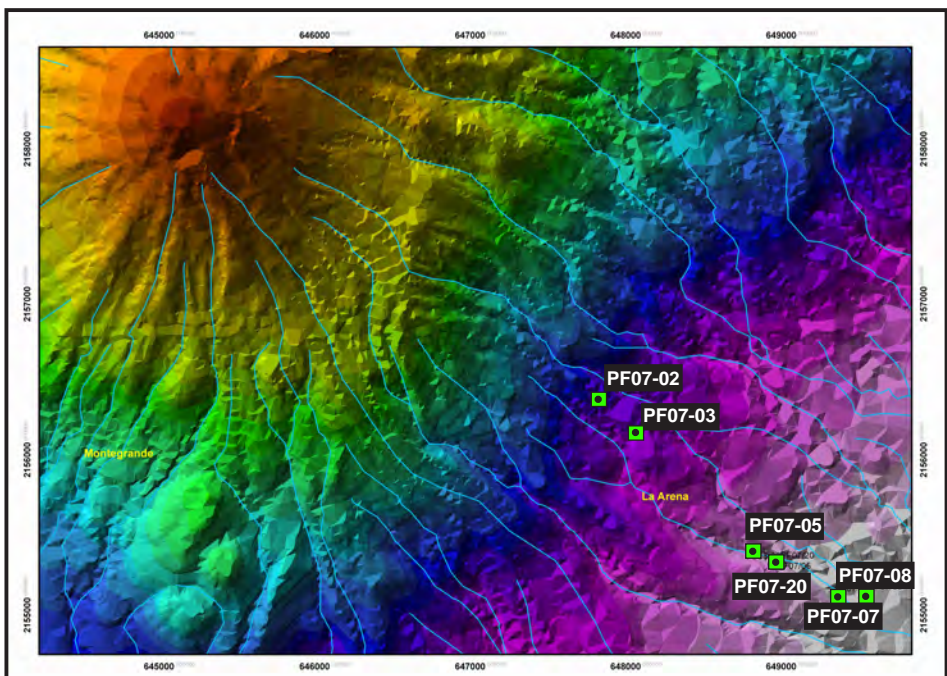 645000 646000 647000 648000 649000
2158000 2158000
2157000 2157000
PF07-02
PF07-03
Montegrande 2156000 2156000
La Arena
PF07-05
PF07-20 PF07-08
PF07-07
2155000 2155000
645000 646000 647000 648000 649000